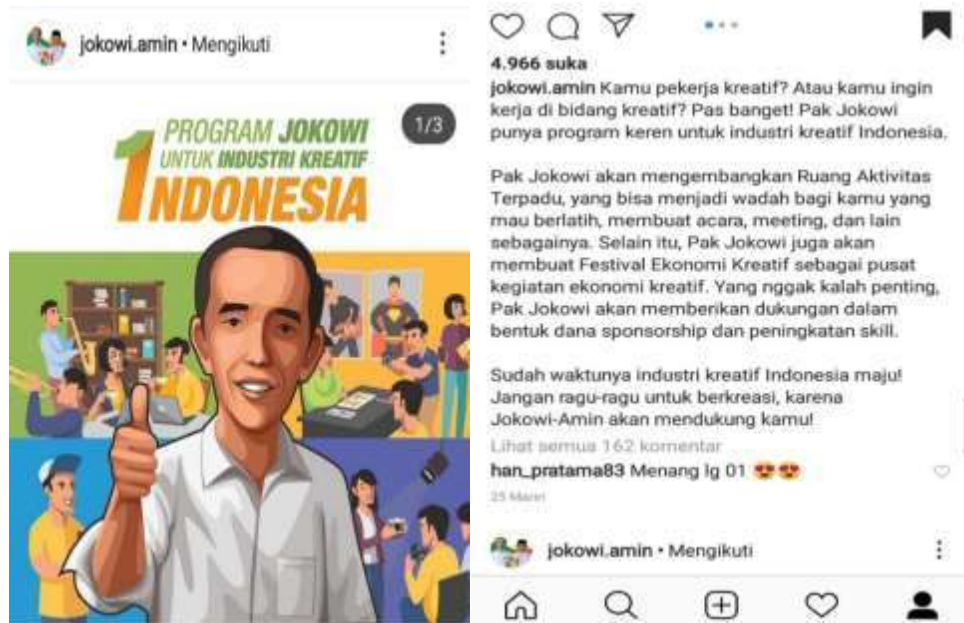 jokowi.amin • Mengikuti
1/3
PROGRAM JOKOWI
UNTUK INDUSTRI KREATIF
1NDONESIA
4.966 suka
jokowi.amin Kamu pekerja kreatif? Atau kamu ingin
kerja di bidang kreatif? Pas banget! Pak Jokowi
punya program keren untuk industri kreatif Indonesia.
Pak Jokowi akan mengembangkan Ruang Aktivitas
Terpadu, yang bisa menjadi wadah bagi kamu yang
mau berlatih, membuat acara, meeting, dan lain
sebagainya. Selain itu, Pak Jokowi juga akan
membuat Festival Ekonomi Kreatif sebagai pusat
kegiatan ekonomi kreatif. Yang nggak kalah penting,
Pak Jokowi akan memberikan dukungan dalam
bentuk dana sponsorship dan peningkatan skill.
Sudah waktunya industri kreatif Indonesia maju!
Jangan ragu-ragu untuk berkreasi, karena
Jokowi-Amin akan mendukung kamu!
Lihat semua 162 komentar
han_pratama83 Menang lg 01 😍😍
25 Maret
jokowi.amin • Mengikuti